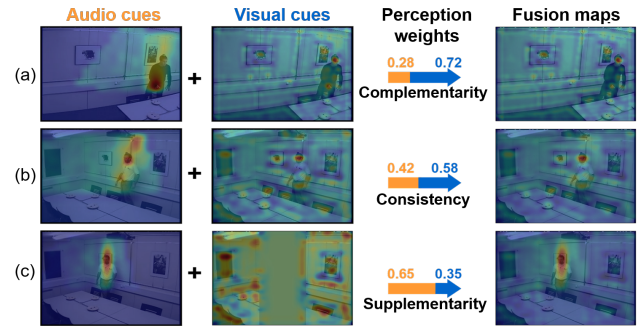 Audio cues Visual cues Perception weights Fusion maps
(a) + 0.28 0.72
Complementarity
(b) + 0.42 0.58
Consistency
(c) + 0.65 0.35
Supplementarity